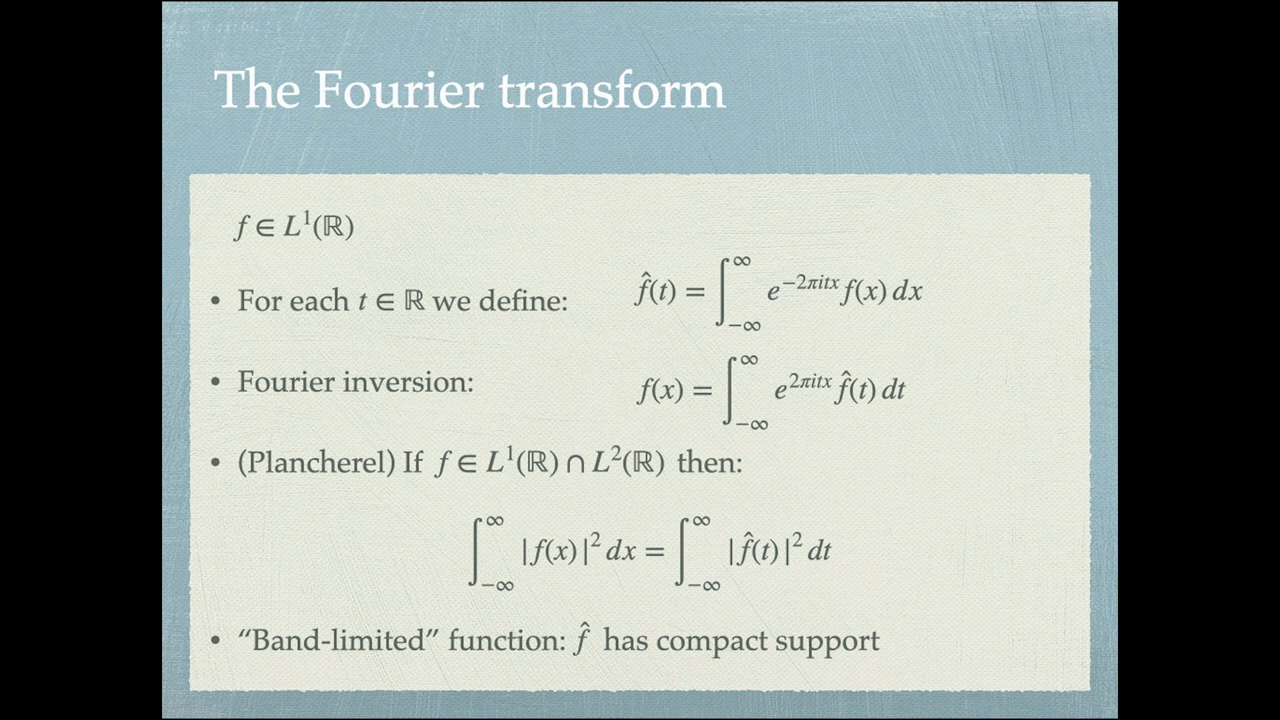 The Fourier transform
f ∈ L¹(ℝ)
• For each t ∈ ℝ we define: f̂(t) = ∫_{−∞}^{∞} e^{−2πitx} f(x) dx
• Fourier inversion: f(x) = ∫_{−∞}^{∞} e^{2πitx} f̂(t) dt
• (Plancherel) If f ∈ L¹(ℝ) ∩ L²(ℝ) then:
∫_{−∞}^{∞} |f(x)|² dx = ∫_{−∞}^{∞} |f̂(t)|² dt
• “Band-limited” function: f̂ has compact support